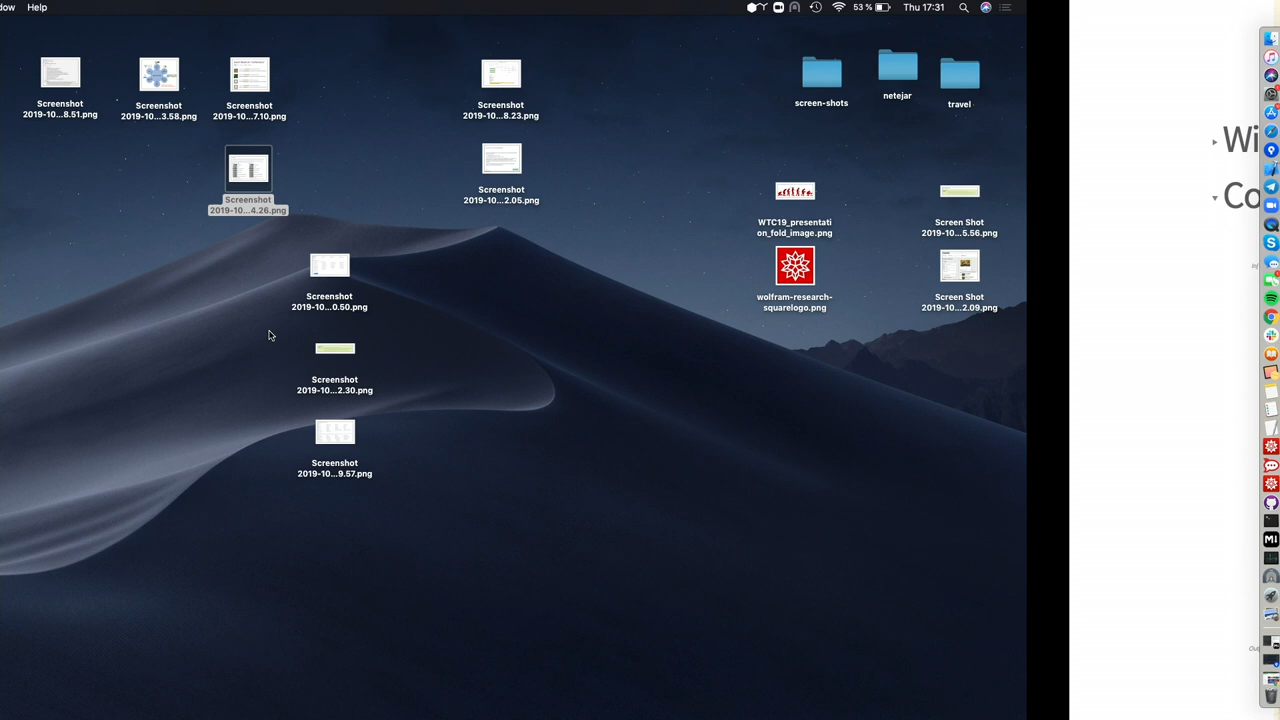 Help
53 %
Thu 17:31
Screenshot
2019-10...8.51.png
Screenshot
2019-10...3.58.png
Screenshot
2019-10...7.10.png
Screenshot
2019-10...8.23.png
screen-shots
netejar
travel
Screenshot
2019-10...4.26.png
Screenshot
2019-10...2.05.png
WTC19_presentati
on_fold_image.png
Screen Shot
2019-10...5.56.png
Screenshot
2019-10...0.50.png
wolfram-research-
squarelogo.png
Screen Shot
2019-10...2.09.png
Screenshot
2019-10...2.30.png
Screenshot
2019-10...9.57.png
Wi
Co